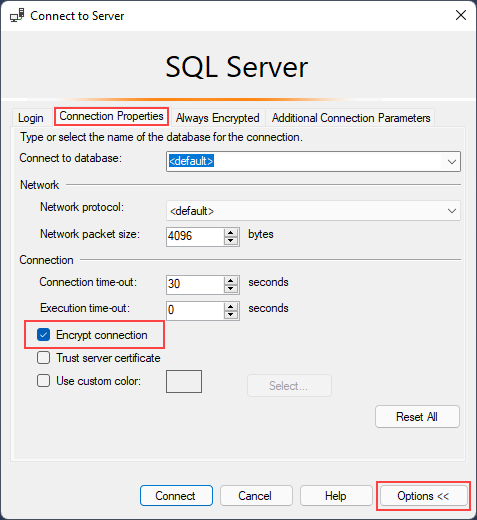 Connect to Server
SQL Server
Login Connection Properties Always Encrypted Additional Connection Parameters
Type or select the name of the database for the connection.
Connect to database: <default>
Network
Network protocol: <default>
Network packet size: 4096 bytes
Connection
Connection time-out: 30 seconds
Execution time-out: 0 seconds
Encrypt connection
Trust server certificate
Use custom color: Select...
Reset All
Connect Cancel Help Options <<